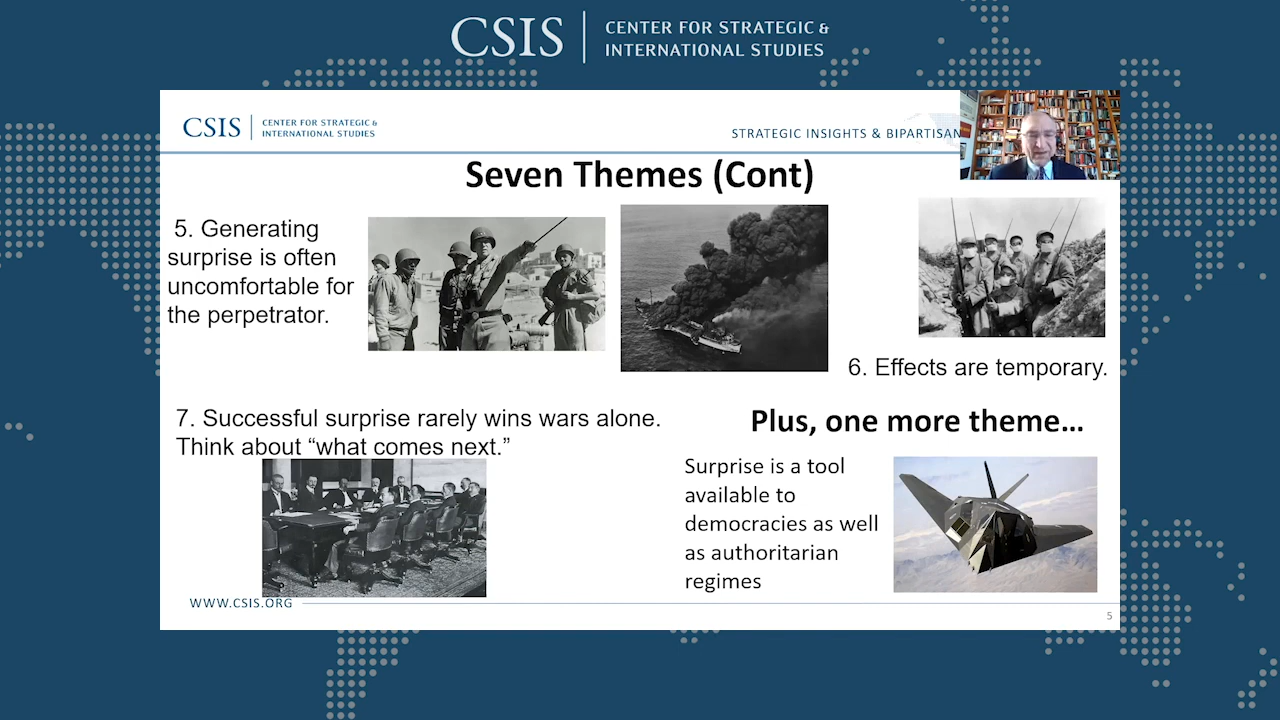 CSIS
CENTER FOR STRATEGIC &
INTERNATIONAL STUDIES
CSIS
CENTER FOR STRATEGIC &
INTERNATIONAL STUDIES
STRATEGIC INSIGHTS & BIPARTISAN
Seven Themes (Cont)
5. Generating
surprise is often
uncomfortable for
the perpetrator.
6. Effects are temporary.
7. Successful surprise rarely wins wars alone.
Think about “what comes next.”
Plus, one more theme…
Surprise is a tool
available to
democracies as well
as authoritarian
regimes
WWW.CSIS.ORG
5